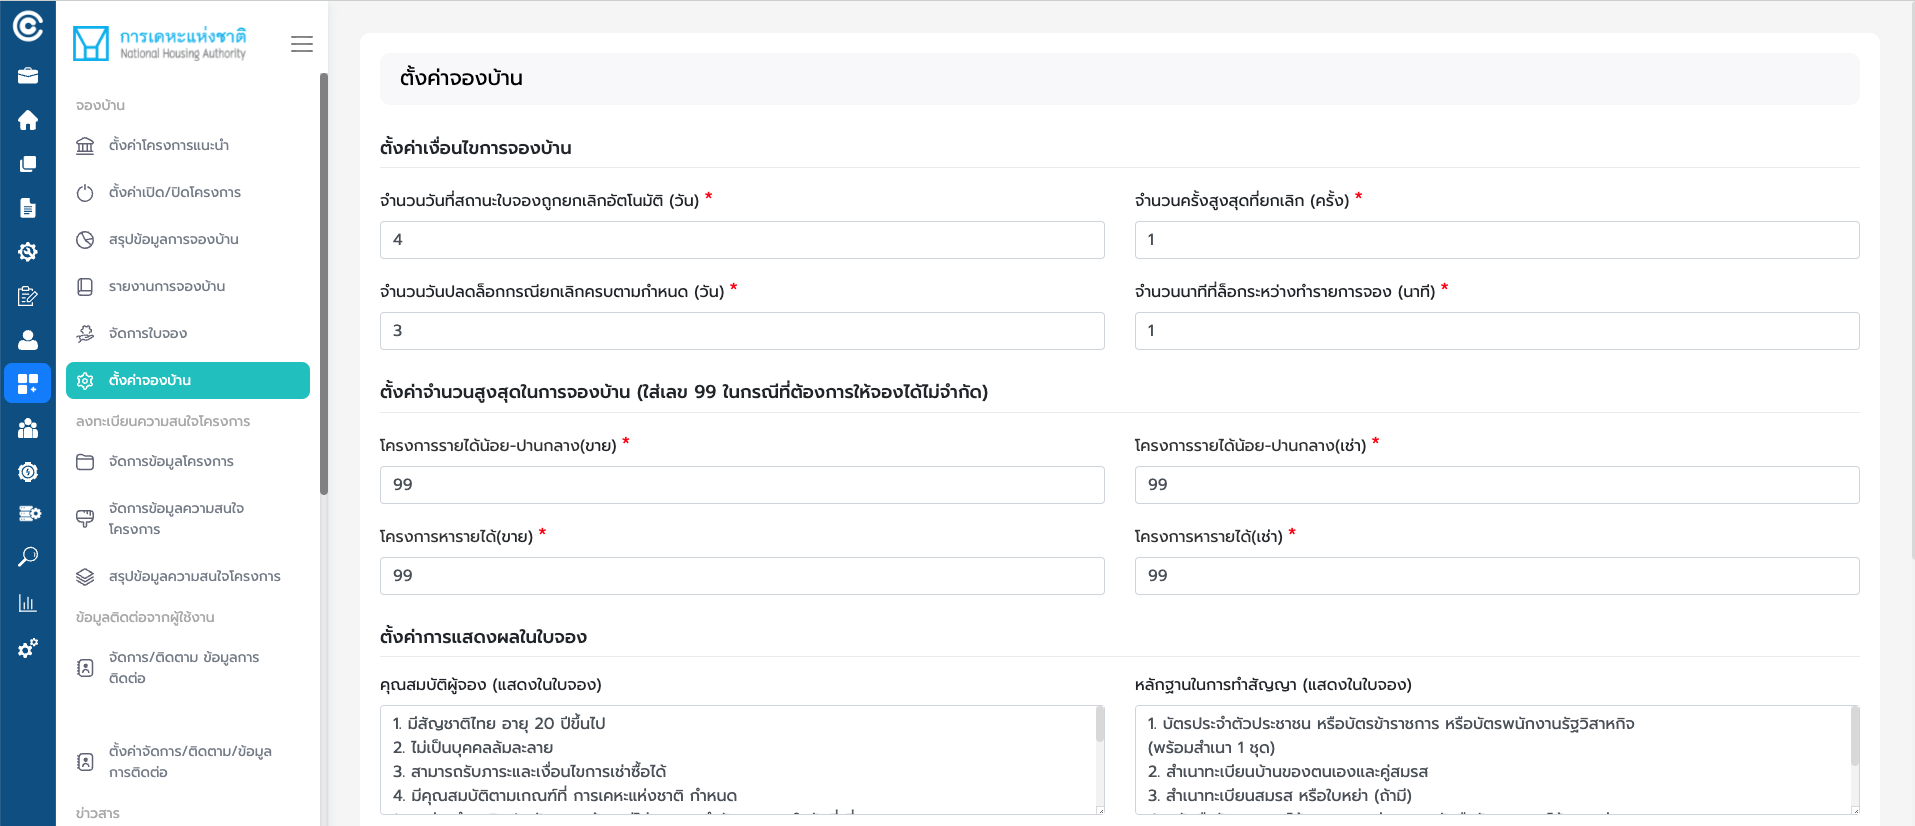 การเคหะแห่งชาติ
National Housing Authority
จองบ้าน
ตั้งค่าโครงการแนะนำ
ตั้งค่าเปิด/ปิดโครงการ
สรุปข้อมูลการจองบ้าน
รายงานการจองบ้าน
จัดการใบจอง
ตั้งค่าจองบ้าน
ลงทะเบียนความสนใจโครงการ
จัดการข้อมูลโครงการ
จัดการข้อมูลความสนใจ
โครงการ
สรุปข้อมูลความสนใจโครงการ
ข้อมูลติดต่อจากผู้ใช้งาน
จัดการ/ติดตาม ข้อมูลการ
ติดต่อ
ตั้งค่าจัดการ/ติดตาม/ข้อมูล
การติดต่อ
ข่าวสาร
ตั้งค่าจองบ้าน
ตั้งค่าเงื่อนไขการจองบ้าน
จำนวนวันที่สถานะใบจองถูกยกเลิกอัตโนมัติ (วัน) *
4
จำนวนครั้งสูงสุดที่ยกเลิก (ครั้ง) *
1
จำนวนวันปลดล็อกกรณียกเลิกครบตามกำหนด (วัน) *
3
จำนวนนาทีที่ล็อกระหว่างทำรายการจอง (นาที) *
1
ตั้งค่าจำนวนสูงสุดในการจองบ้าน (ใส่เลข 99 ในกรณีที่ต้องการให้จองได้ไม่จำกัด)
โครงการรายได้น้อย-ปานกลาง(ขาย) *
99
โครงการรายได้น้อย-ปานกลาง(เช่า) *
99
โครงการหารายได้(ขาย) *
99
โครงการหารายได้(เช่า) *
99
ตั้งค่าการแสดงผลในใบจอง
คุณสมบัติผู้จอง (แสดงในใบจอง)
1. มีสัญชาติไทย อายุ 20 ปีขึ้นไป
2. ไม่เป็นบุคคลล้มละลาย
3. สามารถรับภาระและเงื่อนไขการเช่าซื้อได้
4. มีคุณสมบัติตามเกณฑ์ที่ การเคหะแห่งชาติ กำหนด
หลักฐานในการทำสัญญา (แสดงในใบจอง)
1. บัตรประจำตัวประชาชน หรือบัตรข้าราชการ หรือบัตรพนักงานรัฐวิสาหกิจ
(พร้อมสำเนา 1 ชุด)
2. สำเนาทะเบียนบ้านของตนเองและคู่สมรส
3. สำเนาทะเบียนสมรส หรือใบหย่า (ถ้ามี)